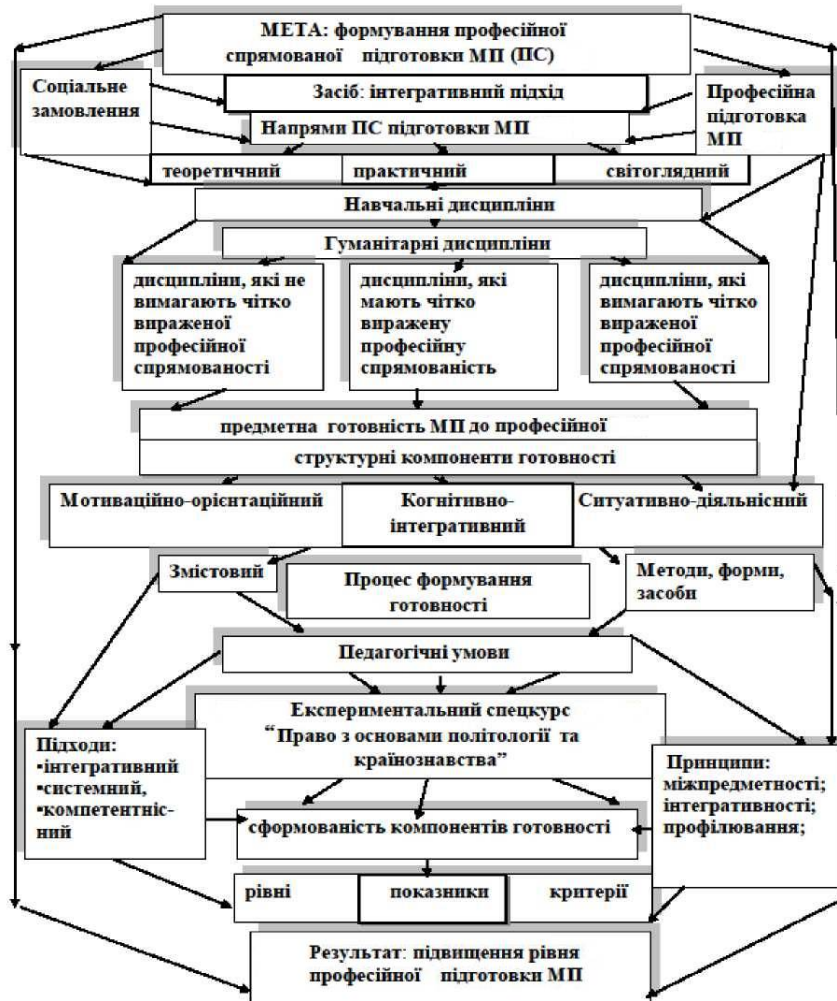 МЕТА: формування професійної
спрямованої підготовки МП (ПС)
Соціальне
замовлення
Засіб: інтегративний підхід
Професійна
підготовка
МП
Напрями ПС підготовки МП
теоретичний
практичний
світоглядний
Навчальні дисципліни
Гуманітарні дисципліни
дисципліни, які не
вимагають чітко
вираженої
професійної
спрямованості
дисципліни, які
мають чітко
виражену
професійну
спрямованість
дисципліни, які
вимагають чітко
вираженої
професійної
спрямованості
предметна готовність МП до професійної
структурні компоненти готовності
Мотиваційно-орієнтаційний
Когнітивно-
інтегративний
Ситуативно-діяльнісний
Змістовий
Процес формування
готовності
Методи, форми,
засоби
Педагогічні умови
Експериментальний спецкурс
“Право з основами політології та
країнознавства”
Підходи:
▪інтегративний
▪системний,
▪компетентніс-
ний
Принципи:
міжпредметності;
інтегративності;
профілювання;
сформованість компонентів готовності
рівні
показники
критерії
Результат: підвищення рівня
професійної підготовки МП